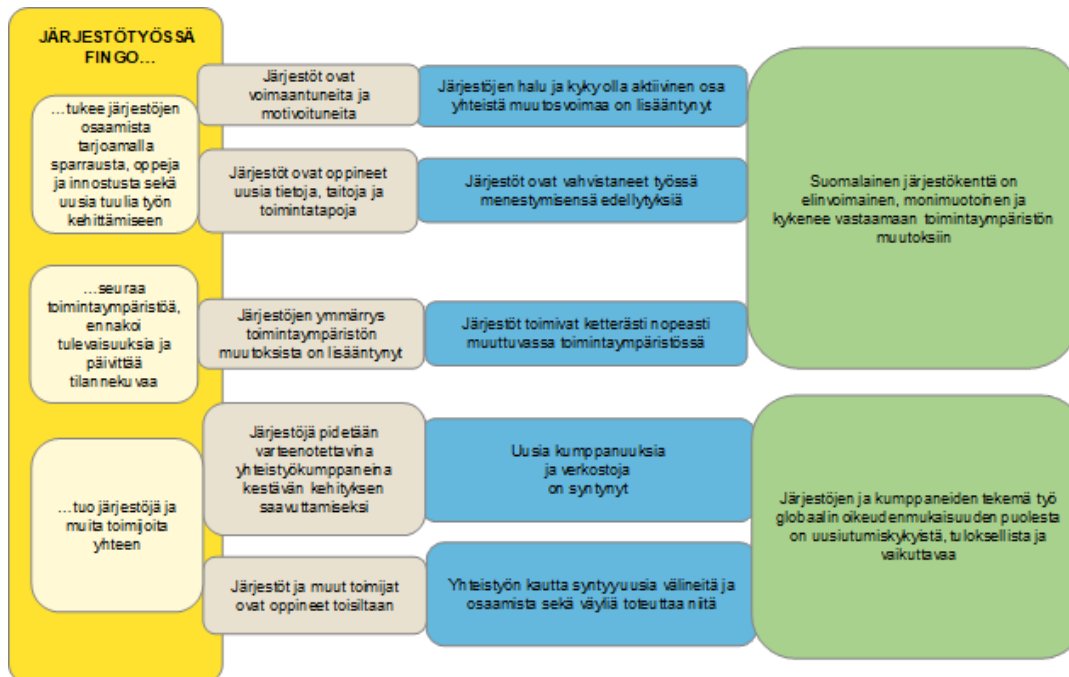 JÄRJESTÖTYÖSSÄ
FINGO...
...tukee järjestöjen
osaamista
tarjoamalla
sparrausta, oppeja
ja innostusta sekä
uusia tuulia työn
kehittämiseen
...seuraa
toimintaympäristöä,
ennakoi
tulevaisuuksia ja
päivittää
tilannekuvaa
...tuo järjestöjä ja
muita toimijoita
yhteen
Järjestöt ovat
voimaantuneita ja
motivoituneita
Järjestöt ovat oppineet
uusia tietoja, taitoja ja
toimintatapoja
Järjestöjen ymmärrys
toimintaympäristön
muutoksista on lisääntynyt
Järjestöjä pidetään
varteenotettavina
yhteistyökumppaneina
kestävän kehityksen
saavuttamiseksi
Järjestöt ja muut toimijat
ovat oppineet toisiltaan
Järjestöjen halu ja kyky olla aktiivinen osa
yhteistä muutosvoimaa on lisääntynyt
Järjestöt ovat vahvistaneet työssä
menestymisensä edellytyksiä
Järjestöt toimivat ketterästi nopeasti
muuttuvassa toimintaympäristössä
Uusia kumppanuuksia
ja verkostoja
on syntynyt
Yhteistyön kautta syntyy uusia välineitä ja
osaamista sekä väyliä toteuttaa niitä
Suomalainen järjestökenttä on
elinvoimainen, monimuotoinen ja
kykenee vastaamaan toimintaympäristön
muutoksiin
Järjestöjen ja kumppaneiden tekemä työ
globaalin oikeudenmukaisuuden puolesta
on uusiutumiskykyistä, tuloksellista ja
vaikuttavaa